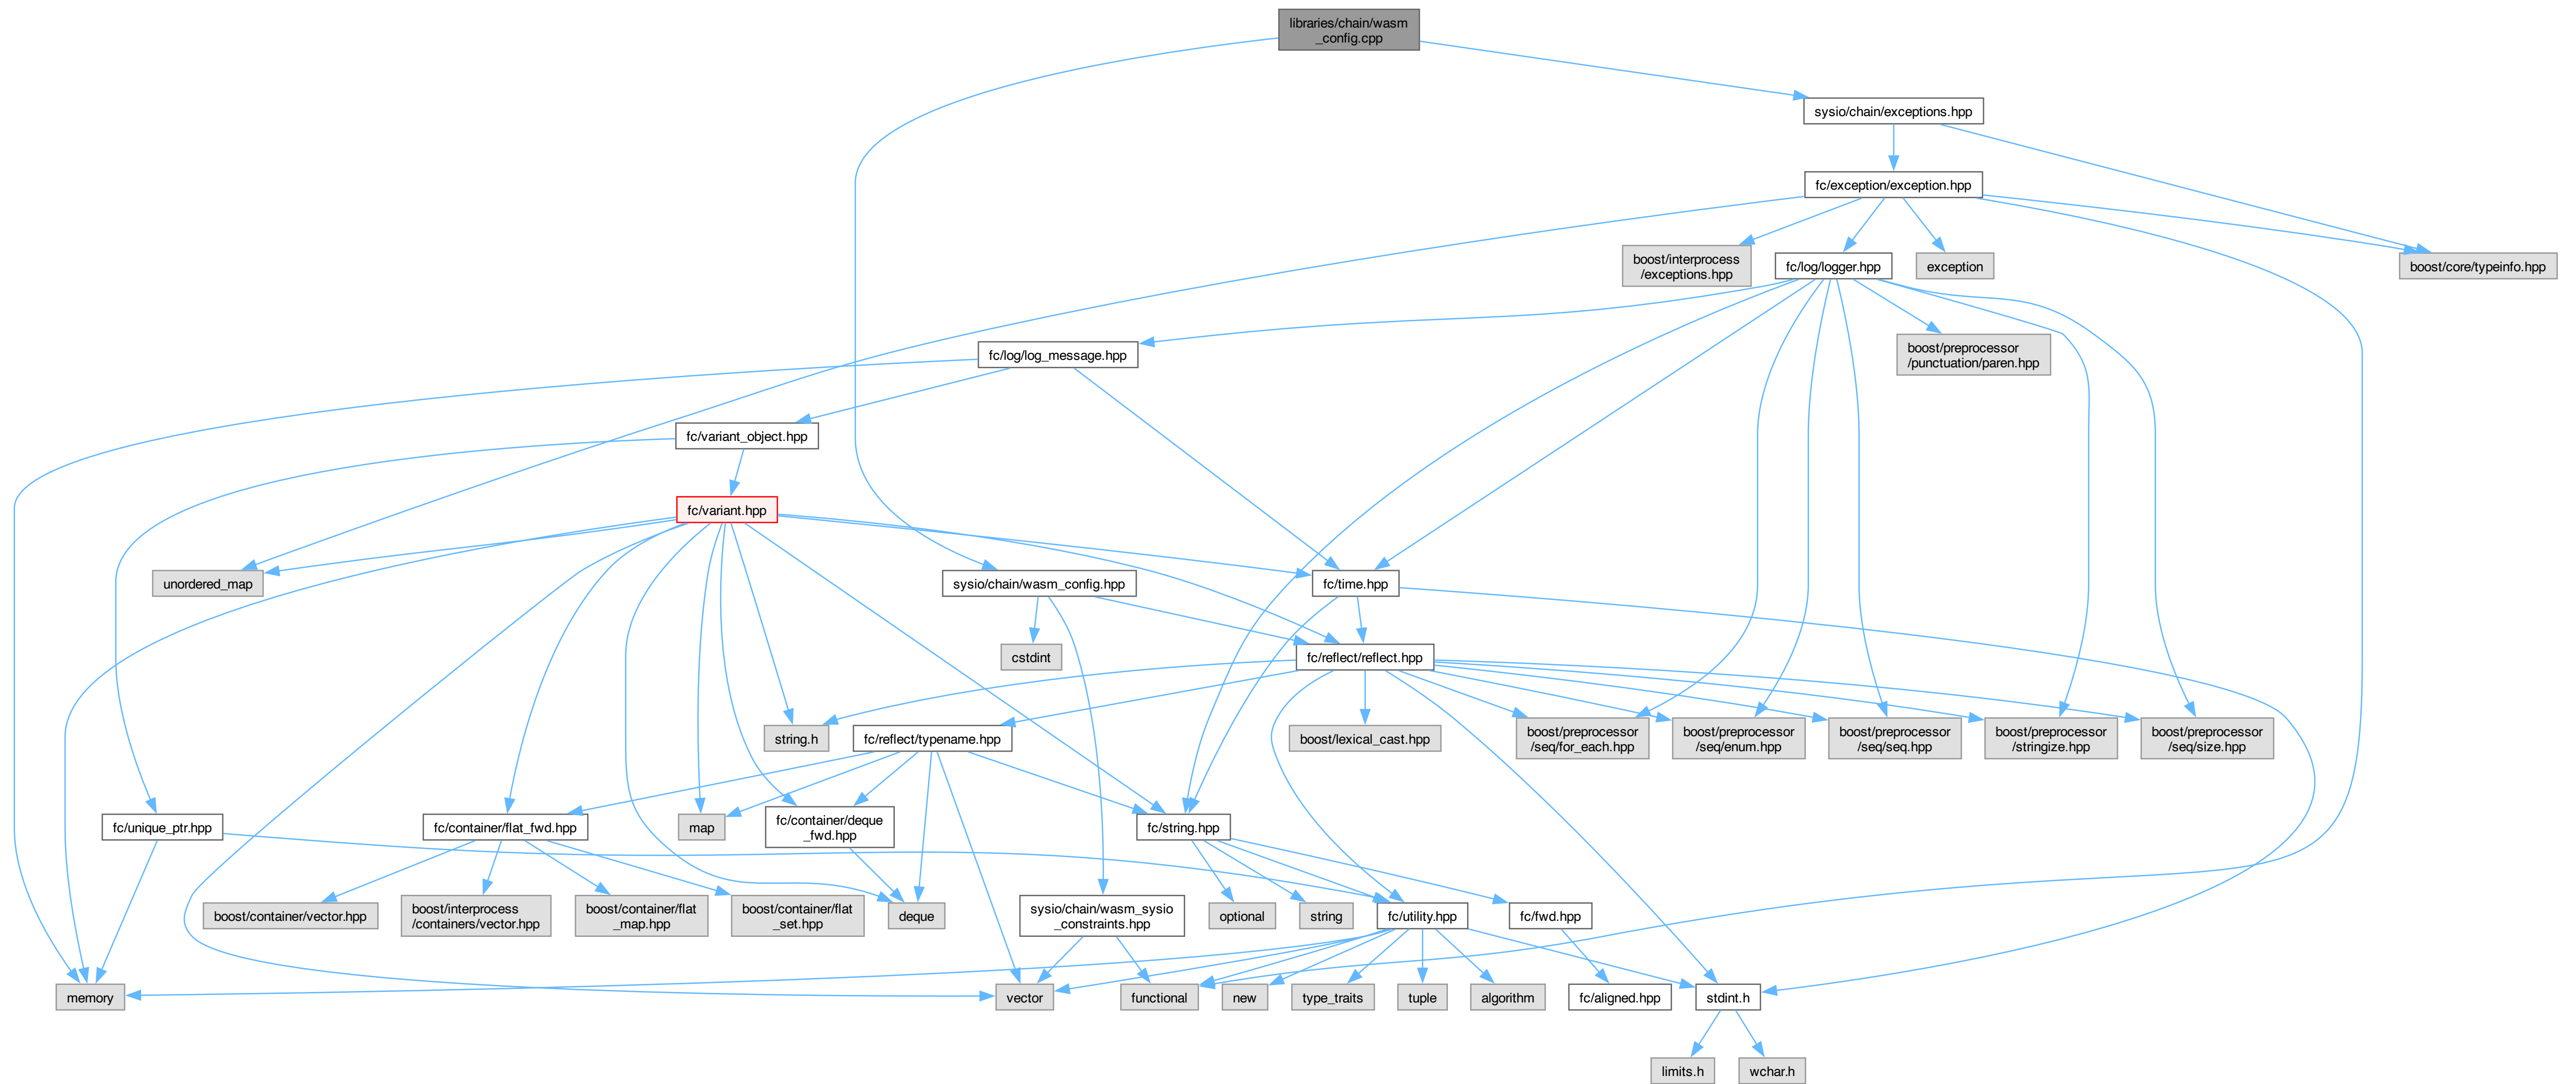 libraries/chain/wasm
_config.cpp
sysio/chain/exceptions.hpp
fc/exception/exception.hpp
boost/interprocess
/exceptions.hpp
fc/log/logger.hpp
exception
boost/core/typeinfo.hpp
fc/log/log_message.hpp
boost/preprocessor
/punctuation/paren.hpp
fc/variant_object.hpp
fc/variant.hpp
unordered_map
sysio/chain/wasm_config.hpp
fc/time.hpp
cstdint
fc/reflect/reflect.hpp
string.h
fc/reflect/typename.hpp
boost/lexical_cast.hpp
boost/preprocessor
/seq/for_each.hpp
boost/preprocessor
/seq/enum.hpp
boost/preprocessor
/seq/seq.hpp
boost/preprocessor
/stringize.hpp
boost/preprocessor
/seq/size.hpp
fc/unique_ptr.hpp
fc/container/flat_fwd.hpp
map
fc/container/deque
_fwd.hpp
fc/string.hpp
boost/container/vector.hpp
boost/interprocess
/containers/vector.hpp
boost/container/flat
_map.hpp
boost/container/flat
_set.hpp
deque
sysio/chain/wasm_sysio
_constraints.hpp
optional
string
fc/utility.hpp
fc/fwd.hpp
memory
vector
functional
new
type_traits
tuple
algorithm
fc/aligned.hpp
stdint.h
limits.h
wchar.h